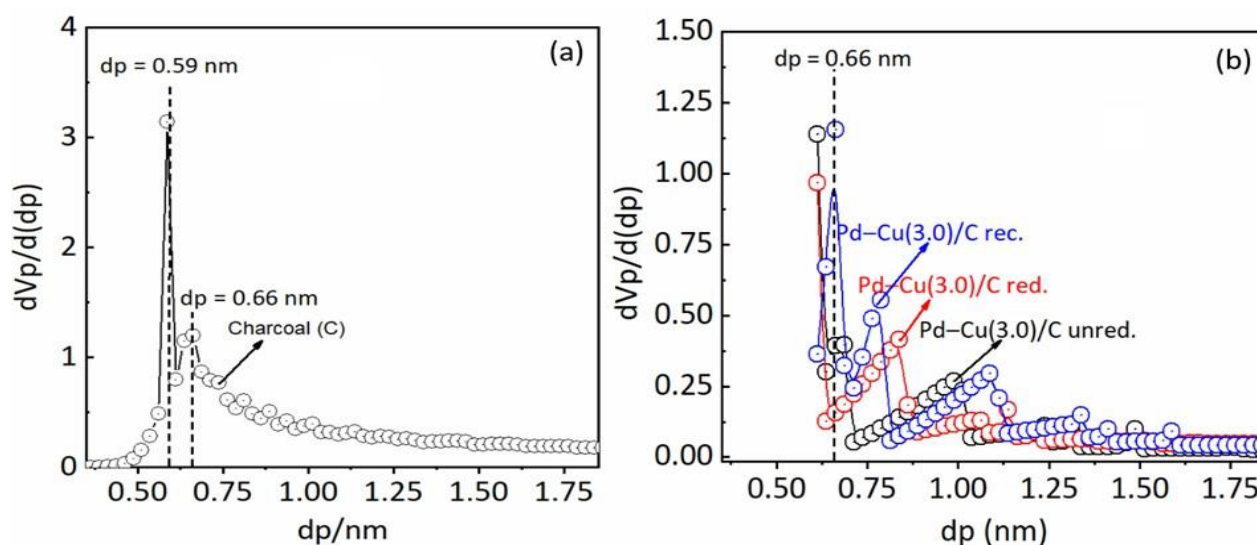 (a)
dp = 0.59 nm
dp = 0.66 nm
Charcoal (C)
4
3
2
1
0
dVp/d(dp)
0.50 0.75 1.00 1.25 1.50 1.75
dp/nm
(b)
dp = 0.66 nm
Pd–Cu(3.0)/C rec.
Pd–Cu(3.0)/C red.
Pd–Cu(3.0)/C unred.
1.50
1.25
1.00
0.75
0.50
0.25
0.00
dVp/d(dp)
0.50 0.75 1.00 1.25 1.50 1.75
dp (nm)